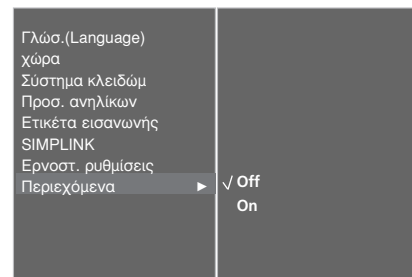 Γλώσ.(Language)
χώρα
Σύστημα κλειδώμ
Προσ. ανηλίκων
Ετικέτα εισανωνής
SIMPLINK
Ερνοστ. ρυθμίσεις
Περιεχόμενα ► √ Off
On